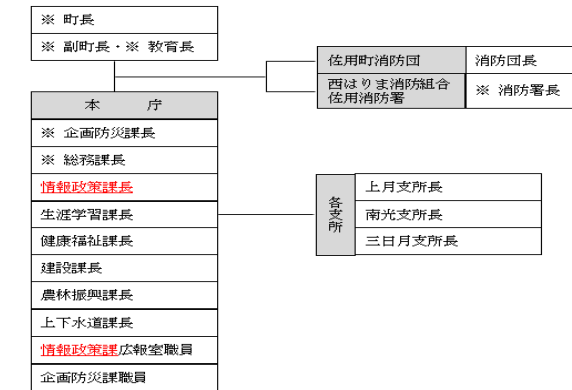 ※ 町長
※ 副町長・※ 教育長
佐用町消防団
消防団長
西はりま消防組合
佐用消防署
※ 消防署長
本 庁
※ 企画防災課長
※ 総務課長
情報政策課長
生涯学習課長
健康福祉課長
建設課長
農林振興課長
上下水道課長
情報政策課広報室職員
企画防災課職員
各支所
上月支所長
南光支所長
三日月支所長